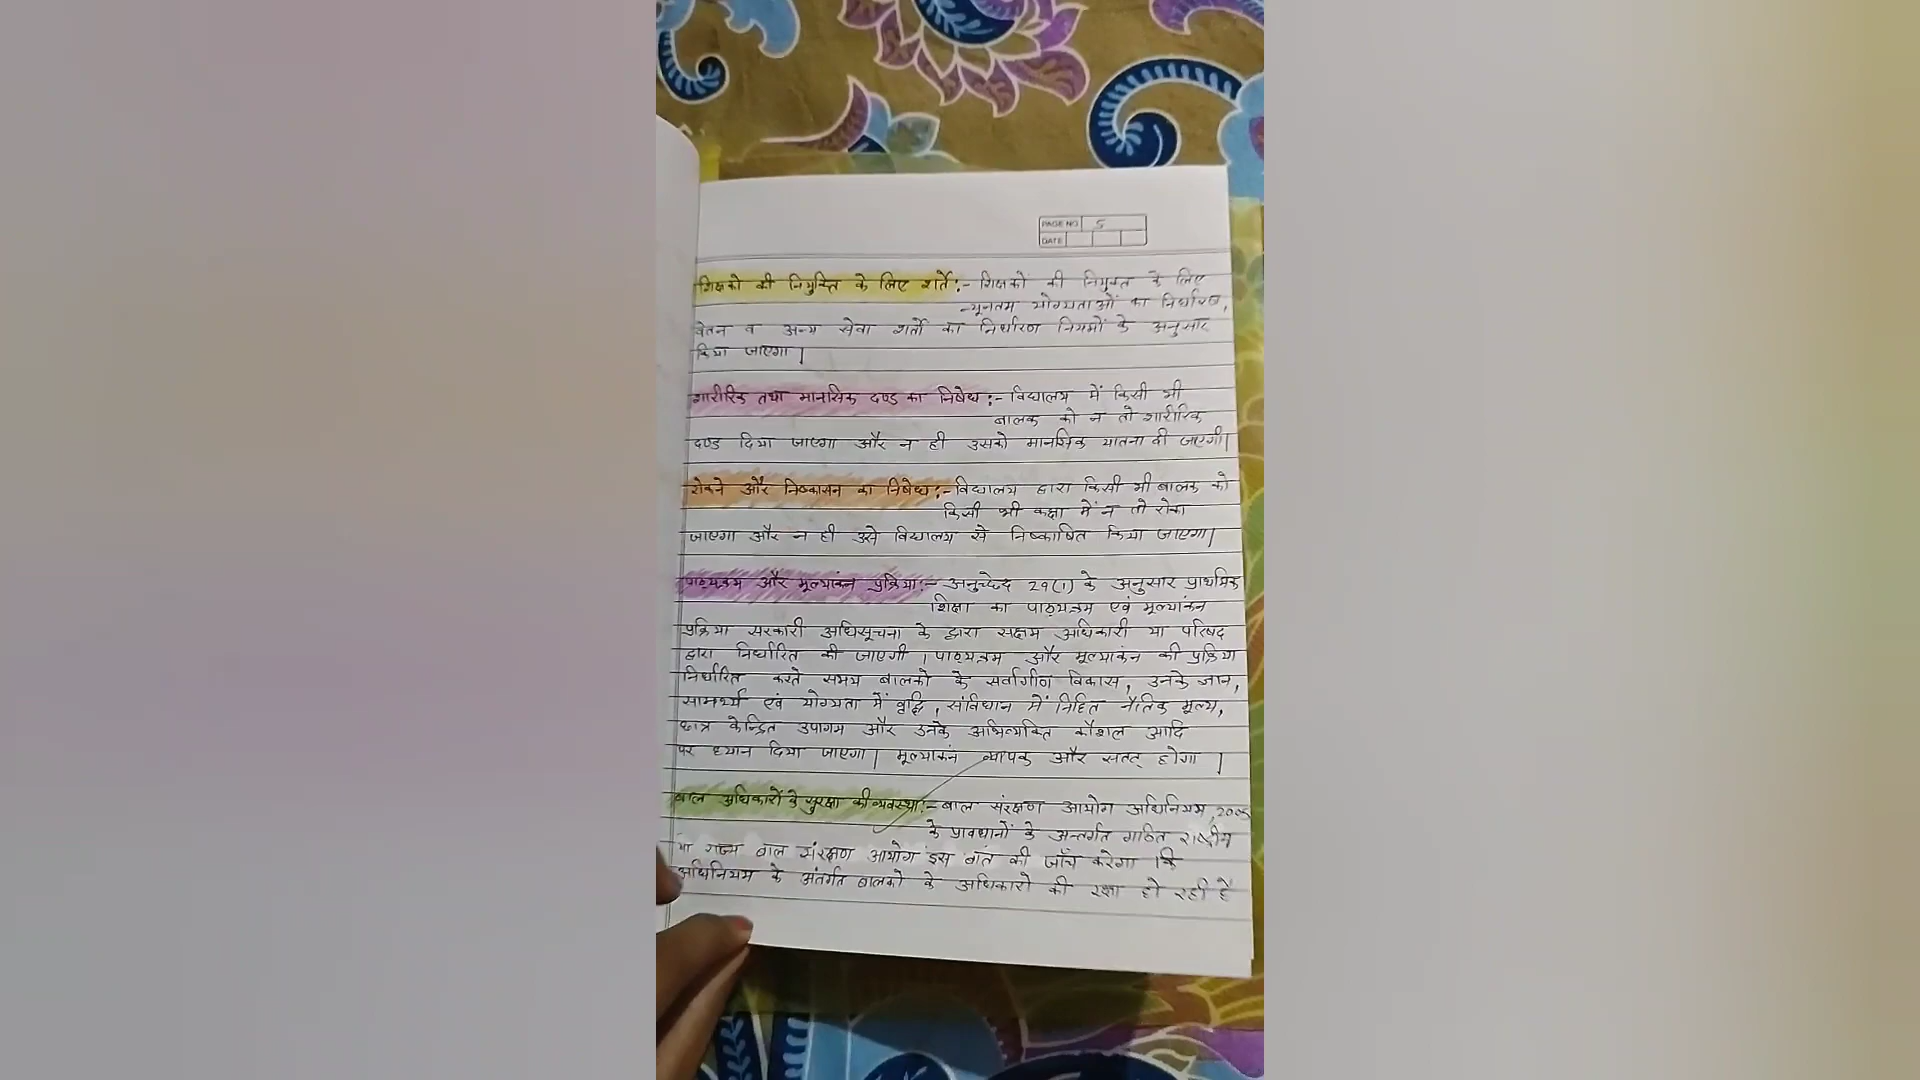 PAGE NO 5
DATE
शिक्षको की नियुक्ति के लिए शर्ते :- शिक्षको की नियुक्त के लिए
न्यूनतम योग्यताओं का निर्धारण,
वेतन व अन्य सेवा शर्तो का निर्धारण नियमों के अनुसार
किया जाएगा |
शारीरिक तथा मानसिक दण्ड का निषेध :- विद्यालय में किसी भी
बालक को न तो शारीरिक
दण्ड दिया जाएगा और न ही उसको मानसिक यातना दी जाएगी|
रोकने और निष्कासन का निषेध :- विद्यालय द्वारा किसी भी बालक को
किसी भी कक्षा में न तो रोका
जाएगा और न ही उसे विद्यालय से निष्काषित किया जाएगा|
पाठ्यक्रम और मूल्याकंन प्रक्रिया :- अनुच्छेद 29(1) के अनुसार प्राथमिक
शिक्षा का पाठ्यक्रम एवं मूल्यांकन
प्रक्रिया सरकारी अधिसूचना के द्वारा सक्षम अधिकारी या परिषद
द्वारा निर्धारित की जाएगी | पाठ्यक्रम और मूल्याकंन की प्रक्रिया
निर्धारित करते समय बालको के सर्वागीण विकास, उनके ज्ञान,
सामर्थ्य एवं योग्यता में वृद्धि, संविधान में निहित नैतिक मूल्य,
छात्र केन्द्रित उपागम और उनके अभिव्यक्ति कौशल आदि
पर ध्यान दिया जाएगा | मूल्याकंन व्यापक और सतत् होगा |
बाल अधिकारों के सुरक्षा की व्यवस्था :- बाल संरक्षण आयोग अधिनियम, 2005
के प्रावधानों के अन्तर्गत गठित राष्ट्रीय
या राज्य बाल संरक्षण आयोग इस बात की जाँच करेगा कि
अधिनियम के अंतर्गत बालको के अधिकारो की रक्षा हो रही है